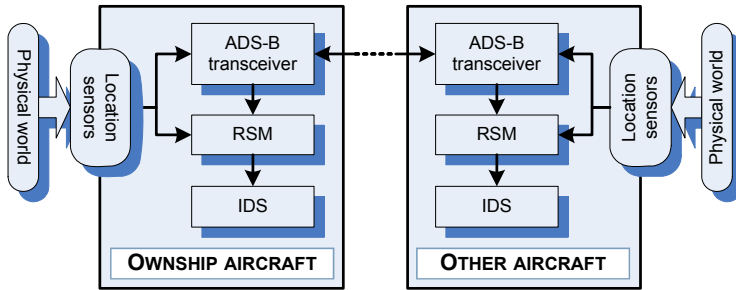 Physical world
Location
sensors
ADS-B
transceiver
RSM
IDS
OWNSHIP AIRCRAFT
ADS-B
transceiver
RSM
IDS
OTHER AIRCRAFT
Location
sensors
Physical world